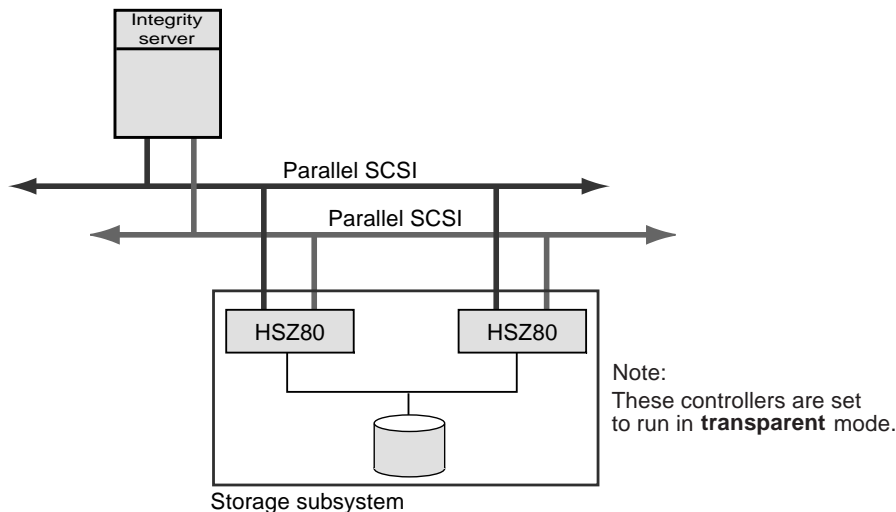 Integrity
server
Parallel SCSI
Parallel SCSI
HSZ80
HSZ80
Note:
These controllers are set
to run in transparent mode.
Storage subsystem